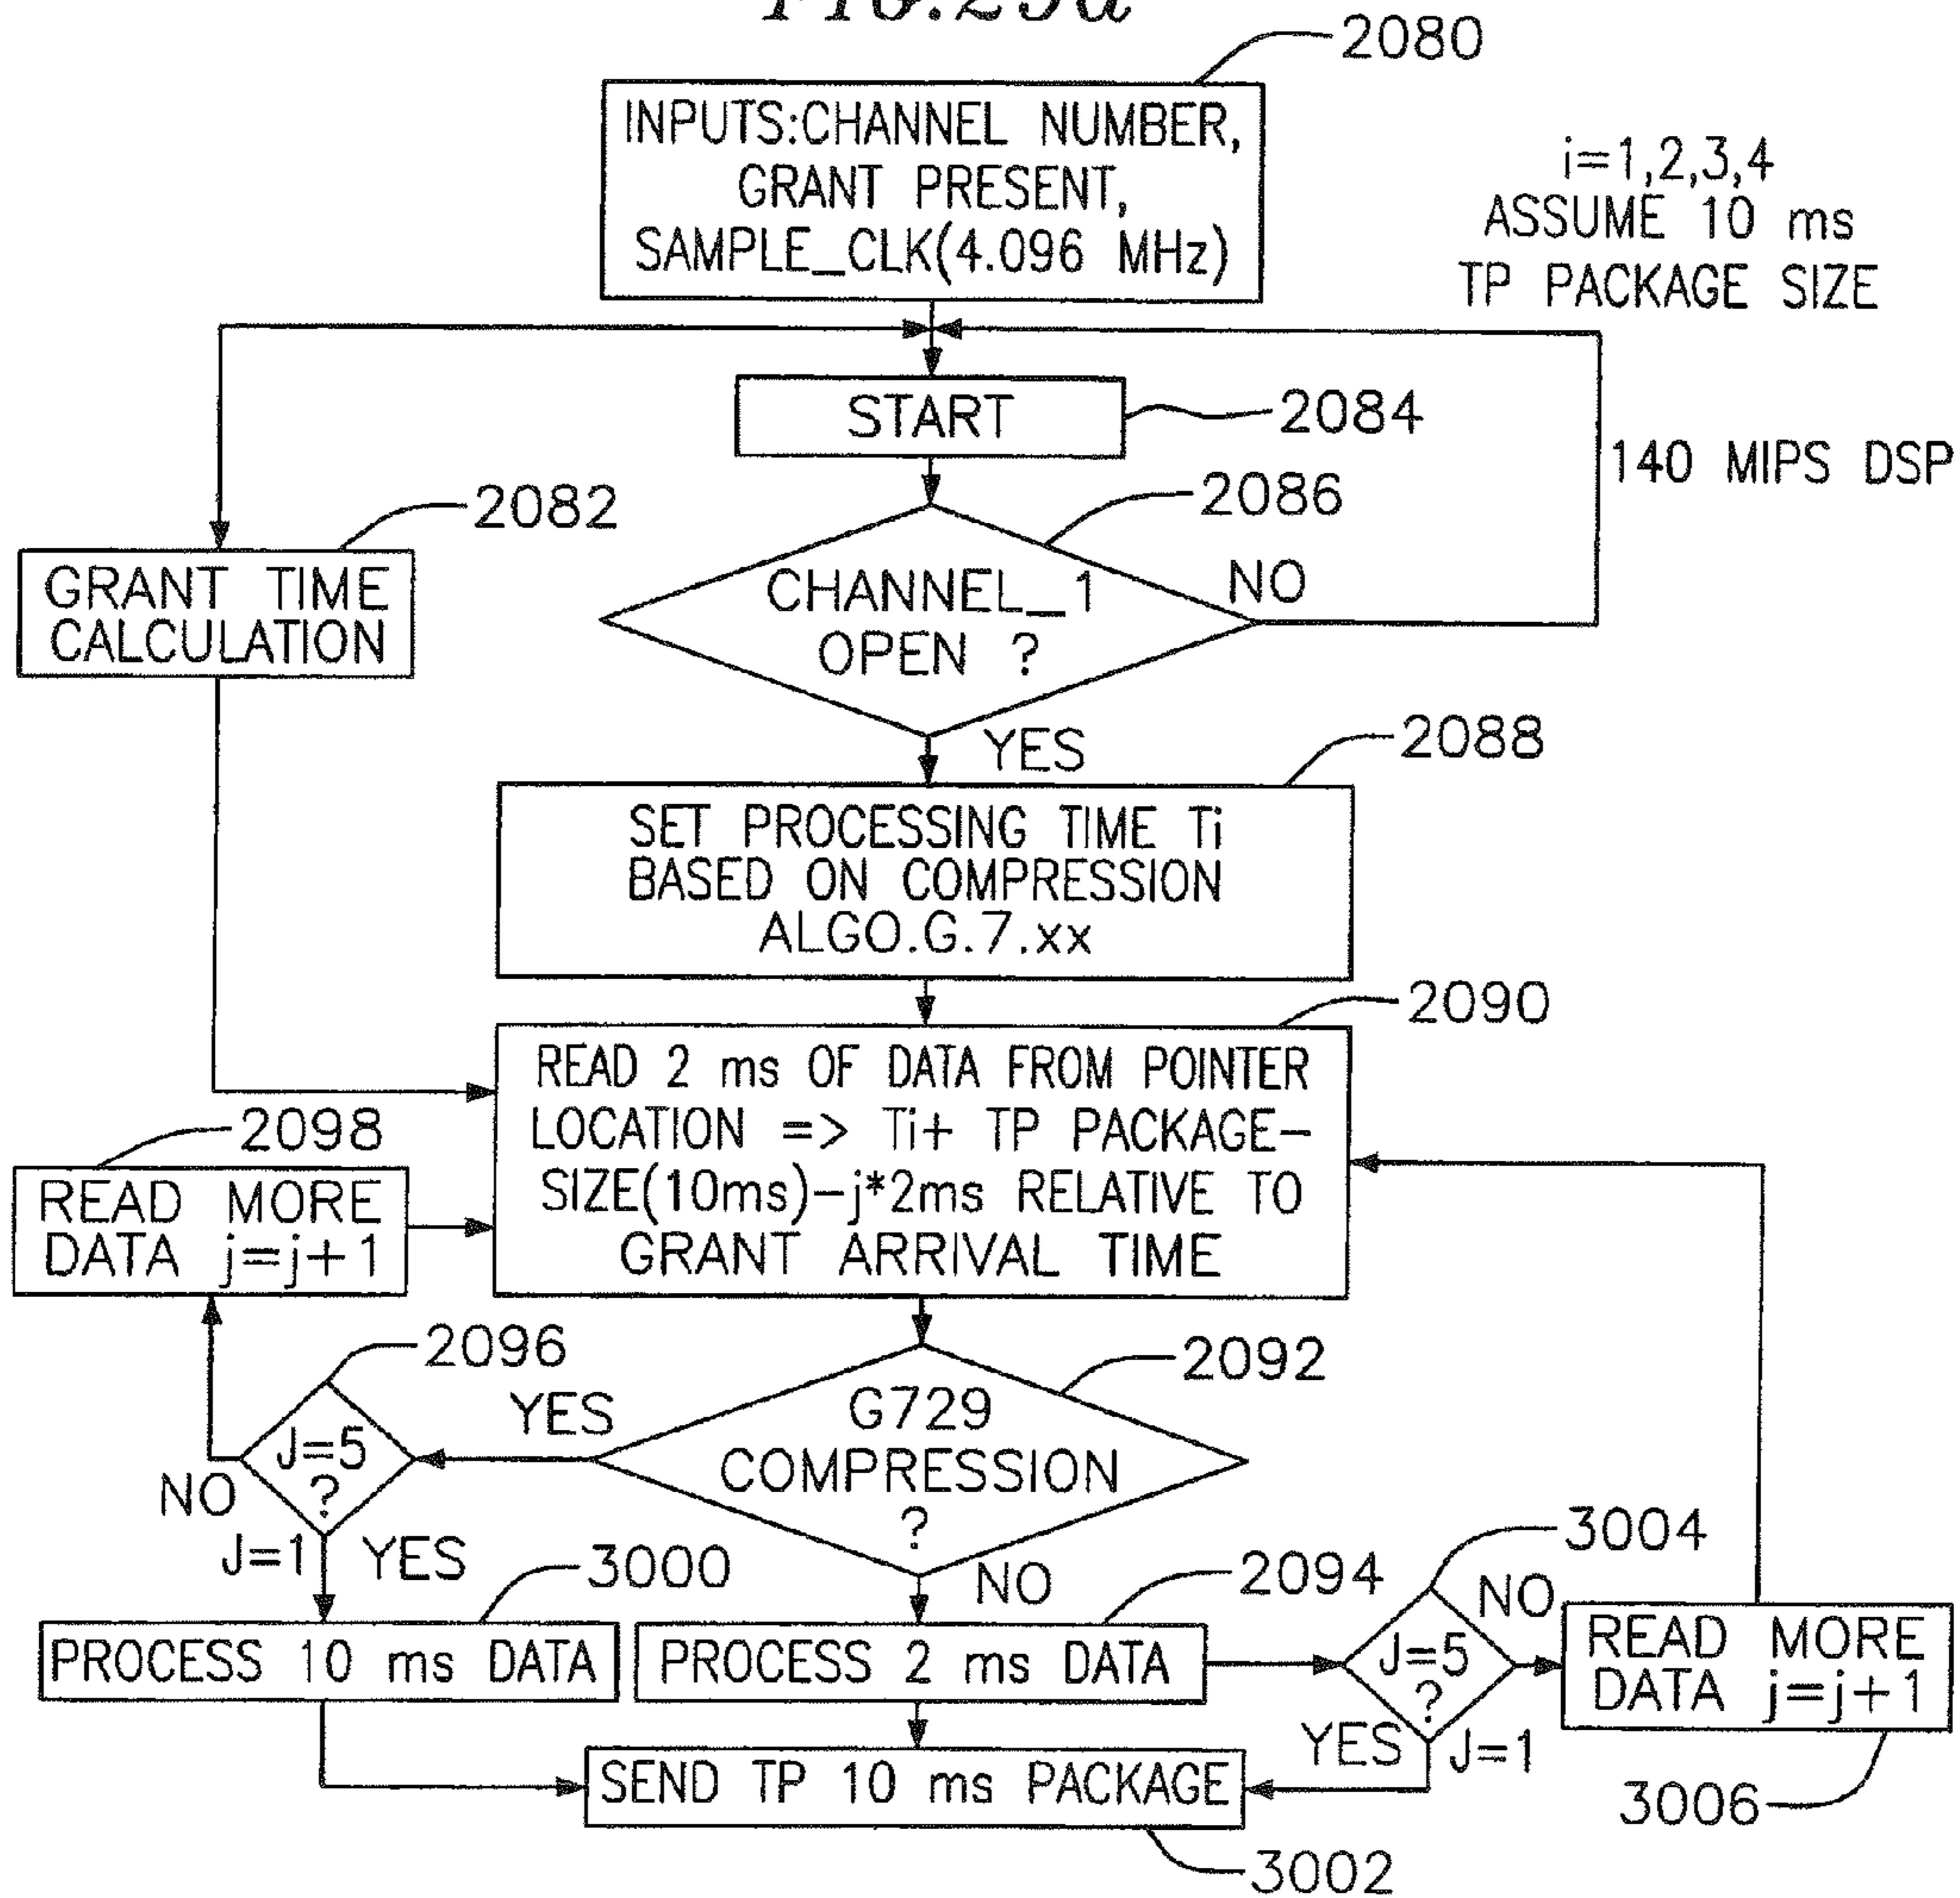 FIG.29a
2080
INPUTS:CHANNEL NUMBER,
GRANT PRESENT,
SAMPLE_CLK(4.096 MHz)
i=1,2,3,4
ASSUME 10 ms
TP PACKAGE SIZE
START
2084
140 MIPS DSP
2082
GRANT TIME
CALCULATION
2086
CHANNEL_1
OPEN ?
NO
YES
2088
SET PROCESSING TIME Ti
BASED ON COMPRESSION
ALGO.G.7.xx
2090
READ 2 ms OF DATA FROM POINTER
LOCATION => Ti+ TP PACKAGE-
SIZE(10ms)-j*2ms RELATIVE TO
GRANT ARRIVAL TIME
2098
READ MORE
DATA j=j+1
2096
J=5
?
NO
J=1
YES
YES
2092
G729
COMPRESSION
?
NO
3000
PROCESS 10 ms DATA
2094
PROCESS 2 ms DATA
3004
J=5
?
NO
YES
J=1
READ MORE
DATA j=j+1
3006
SEND TP 10 ms PACKAGE
3002